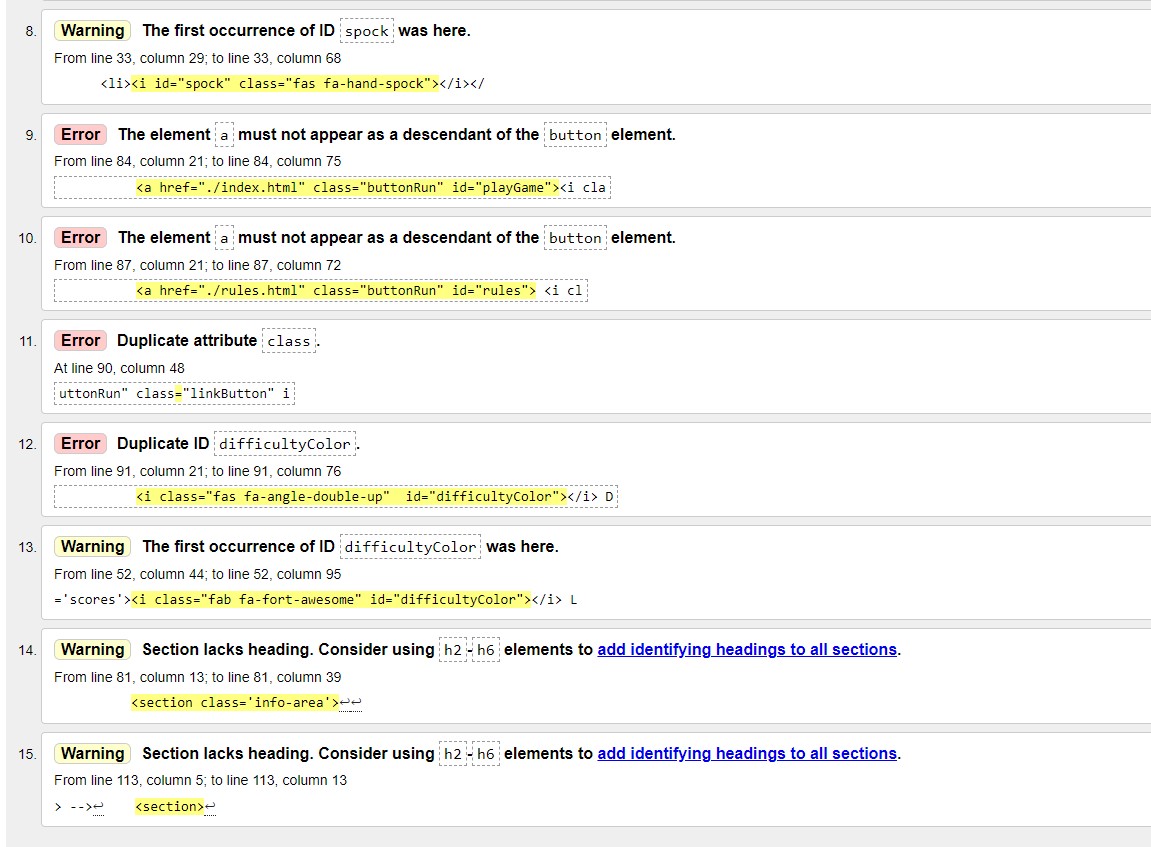 8. Warning The first occurrence of ID spock was here.
From line 33, column 29; to line 33, column 68
<li><i id="spock" class="fas fa-hand-spock"></i></
9. Error The element a must not appear as a descendant of the button element.
From line 84, column 21; to line 84, column 75
<a href="./index.html" class="buttonRun" id="playGame"><i cla
10. Error The element a must not appear as a descendant of the button element.
From line 87, column 21; to line 87, column 72
<a href="./rules.html" class="buttonRun" id="rules"> <i cl
11. Error Duplicate attribute class.
At line 90, column 48
uttonRun" class="linkButton" i
12. Error Duplicate ID difficultyColor.
From line 91, column 21; to line 91, column 76
<i class="fas fa-angle-double-up"  id="difficultyColor"></i> D
13. Warning The first occurrence of ID difficultyColor was here.
From line 52, column 44; to line 52, column 95
='scores'><i class="fab fa-fort-awesome" id="difficultyColor"></i> L
14. Warning Section lacks heading. Consider using h2-h6 elements to add identifying headings to all sections.
From line 81, column 13; to line 81, column 39
<section class='info-area'>↩↩
15. Warning Section lacks heading. Consider using h2-h6 elements to add identifying headings to all sections.
From line 113, column 5; to line 113, column 13
> -->↩    <section>↩